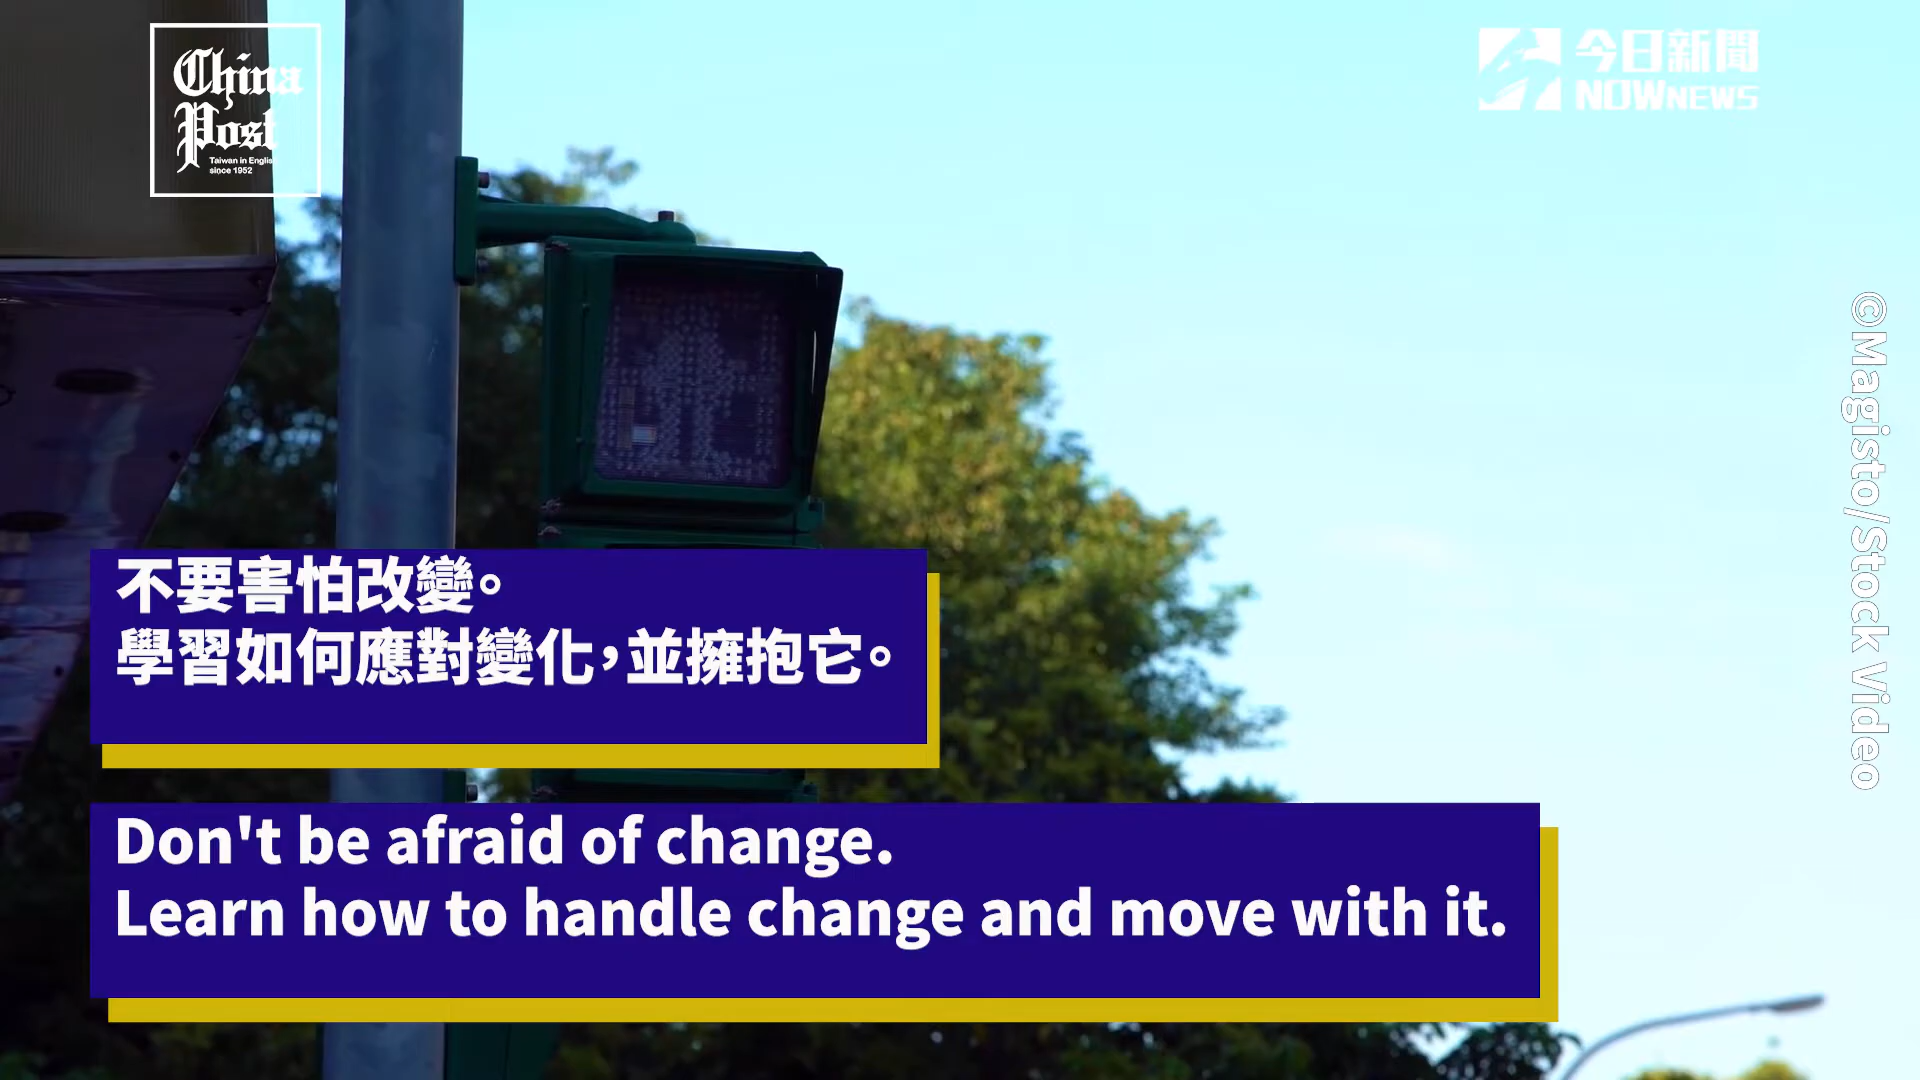 China
Post
Taiwan in English
since 1952
今日新聞
NOWNEWS
不要害怕改變。
學習如何應對變化，並擁抱它。
Don't be afraid of change.
Learn how to handle change and move with it.
©Magisto/Stock Video